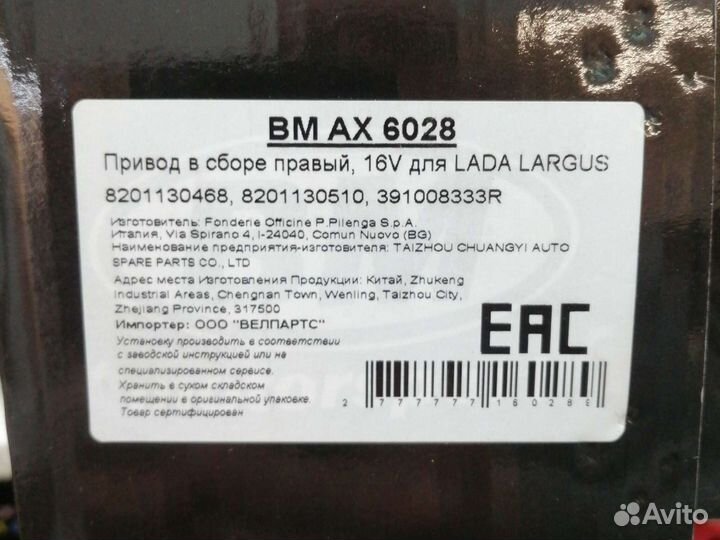 BM AX 6028
Привод в сборе правый, 16V для LADA LARGUS
8201130468, 8201130510, 391008333R
Изготовитель: Fonderie Officine P.Pilenga S.p.A.
Италия, Via Spirano 4, I-24040, Comun Nuovo (BG)
Наименование предприятия-изготовителя: TAIZHOU CHUANGYI AUTO
SPARE PARTS CO., LTD
Адрес места Изготовления Продукции: Китай, Zhukeng
Industrial Areas, Chengnan Town, Wenling, Taizhou City,
Zhejiang Province, 317500
Импортер: ООО "ВЕЛПАРТС"
Установку производить в соответствии
с заводской инструкцией или на
специализированном сервисе.
Хранить в сухом складском
помещении в оригинальной упаковке.
Товар сертифицирован
EAC
2 777777 160289
Avito